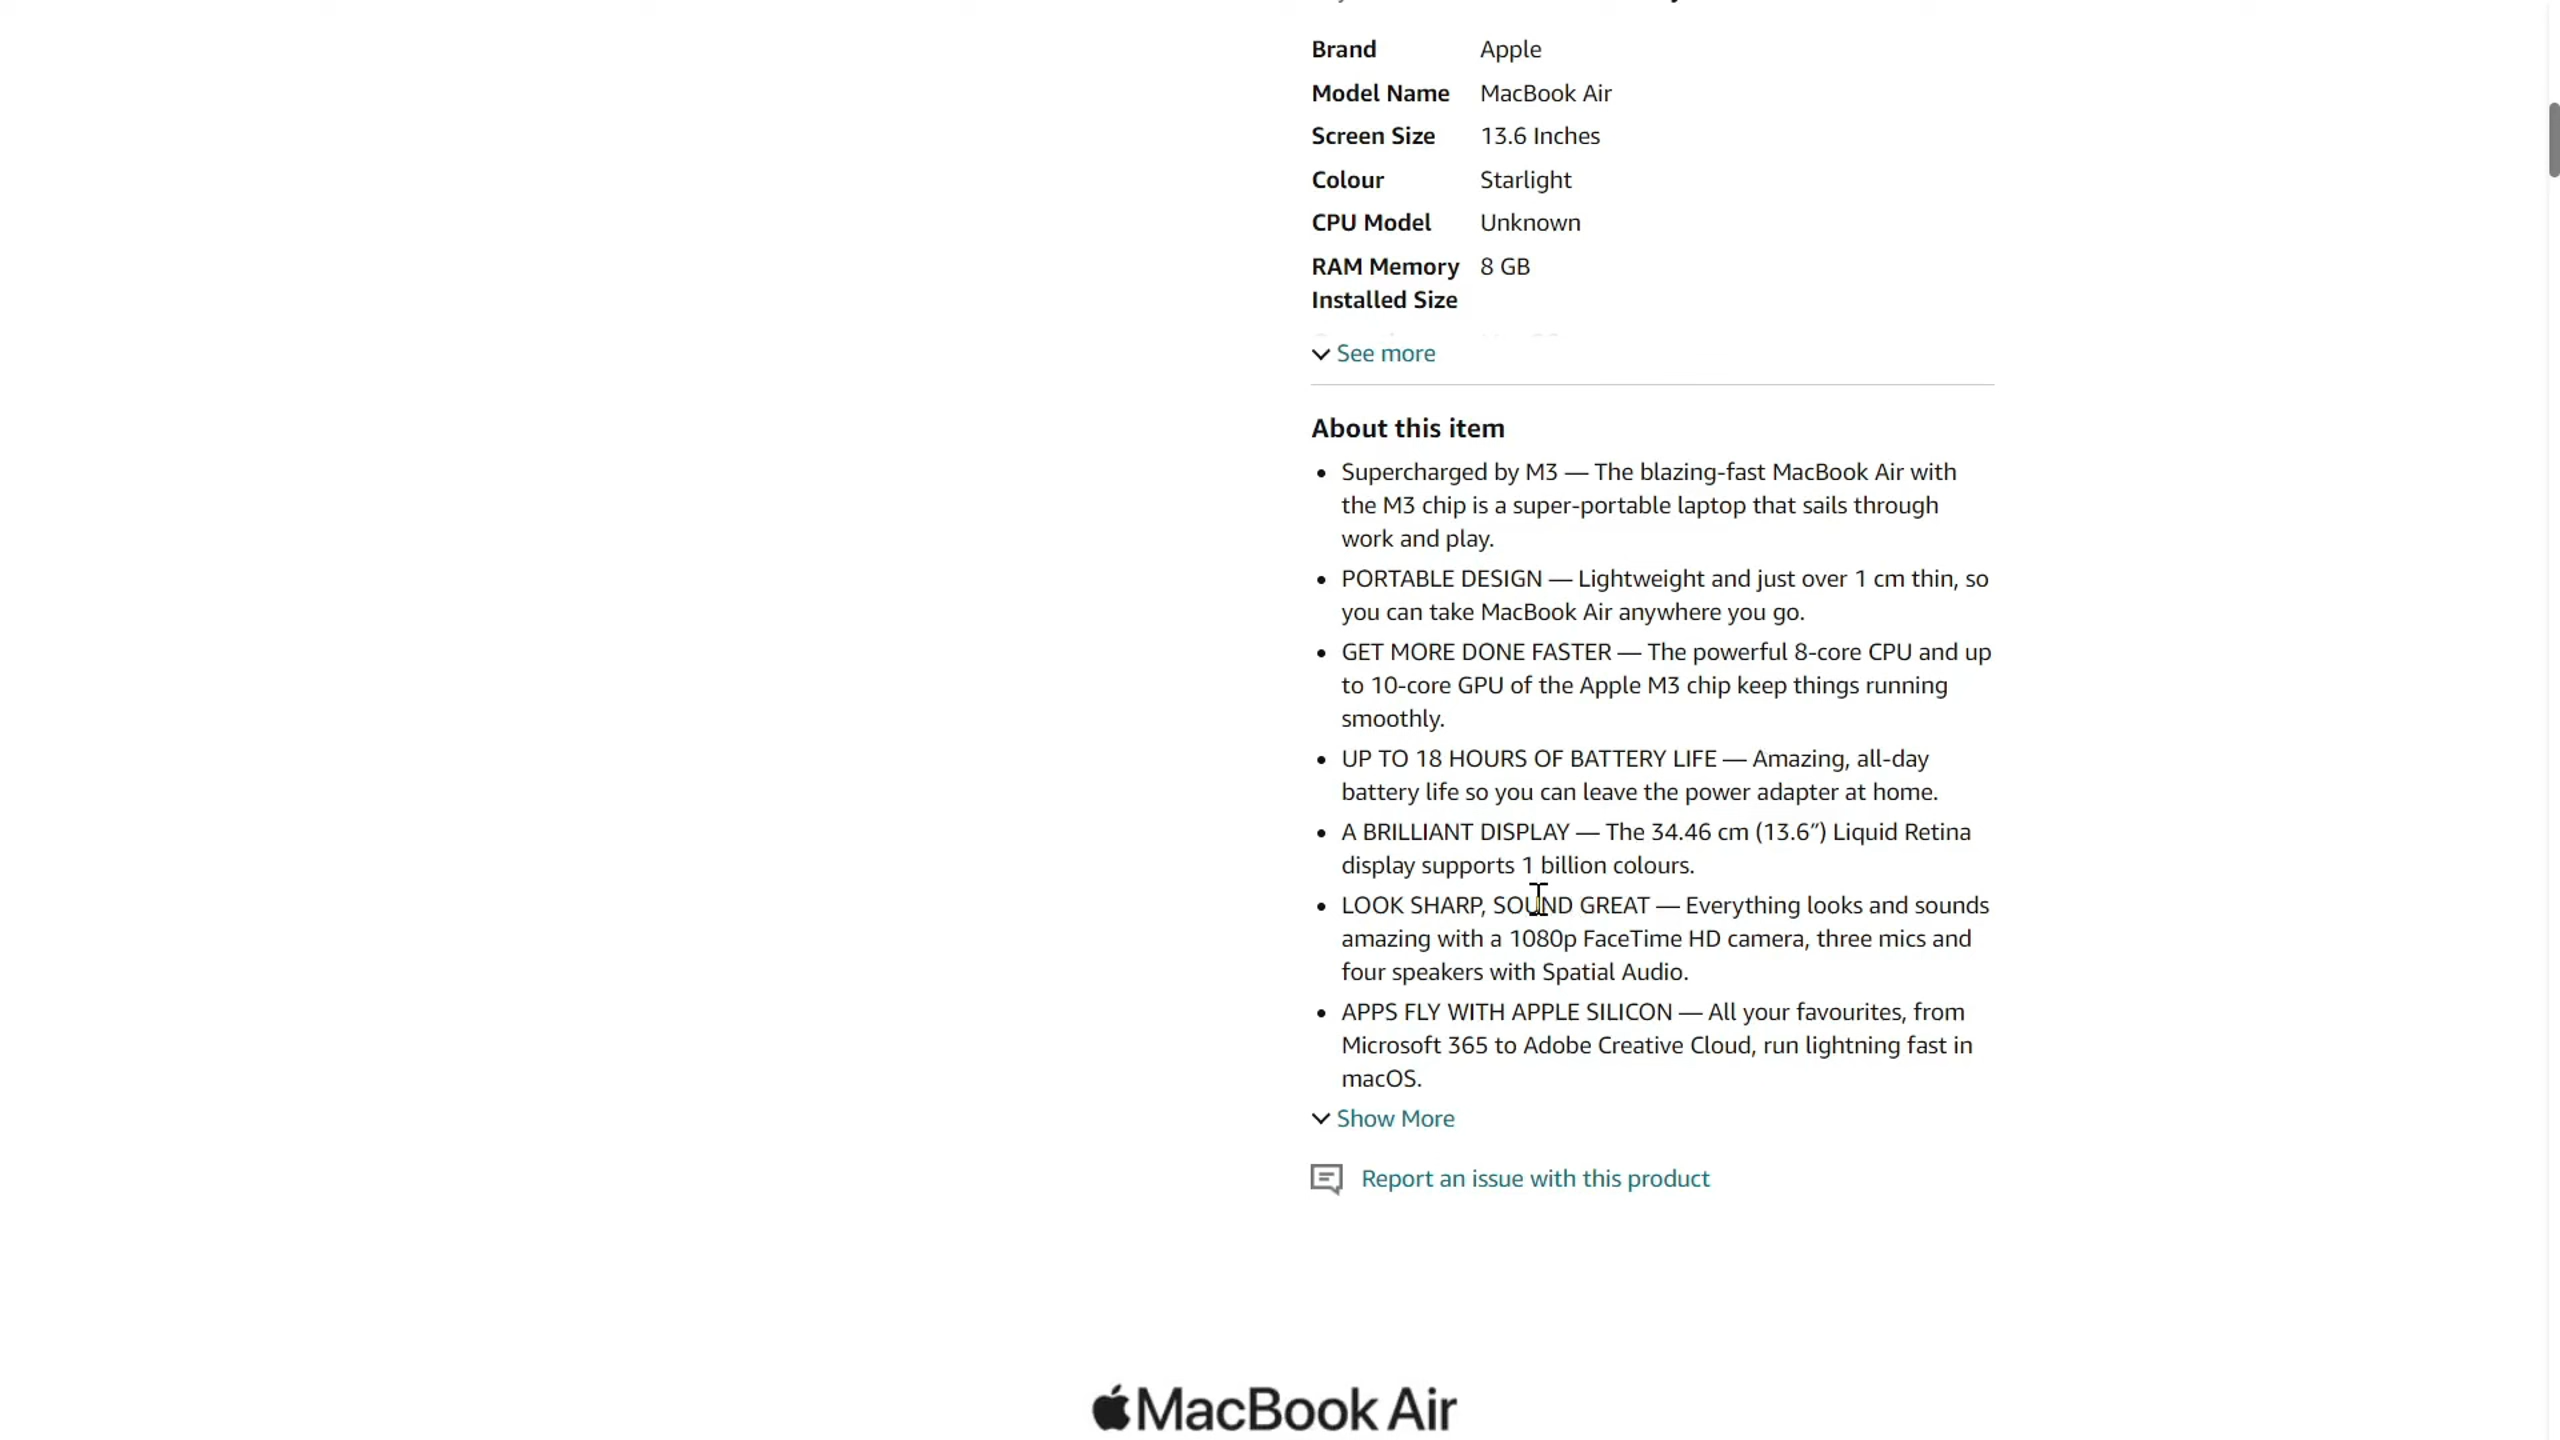 Brand Apple
Model Name MacBook Air
Screen Size 13.6 Inches
Colour Starlight
CPU Model Unknown
RAM Memory 8 GB
Installed Size
See more
About this item
Supercharged by M3 — The blazing-fast MacBook Air with
the M3 chip is a super-portable laptop that sails through
work and play.
PORTABLE DESIGN — Lightweight and just over 1 cm thin, so
you can take MacBook Air anywhere you go.
GET MORE DONE FASTER — The powerful 8-core CPU and up
to 10-core GPU of the Apple M3 chip keep things running
smoothly.
UP TO 18 HOURS OF BATTERY LIFE — Amazing, all-day
battery life so you can leave the power adapter at home.
A BRILLIANT DISPLAY — The 34.46 cm (13.6″) Liquid Retina
display supports 1 billion colours.
LOOK SHARP, SOUND GREAT — Everything looks and sounds
amazing with a 1080p FaceTime HD camera, three mics and
four speakers with Spatial Audio.
APPS FLY WITH APPLE SILICON — All your favourites, from
Microsoft 365 to Adobe Creative Cloud, run lightning fast in
macOS.
Show More
Report an issue with this product
MacBook Air